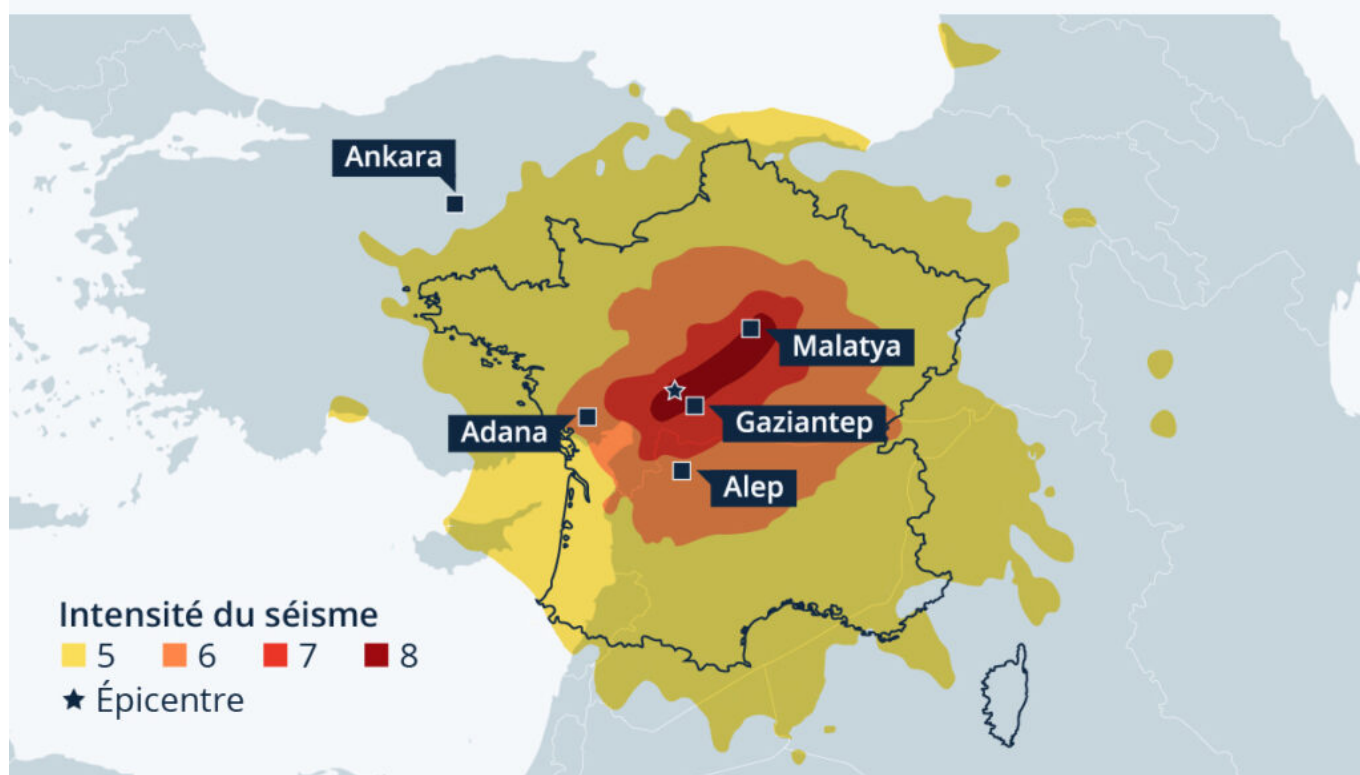 Ankara
Malatya
Gaziantep
Adana
Alep
Intensité du séisme
5 6 7 8
Épicentre